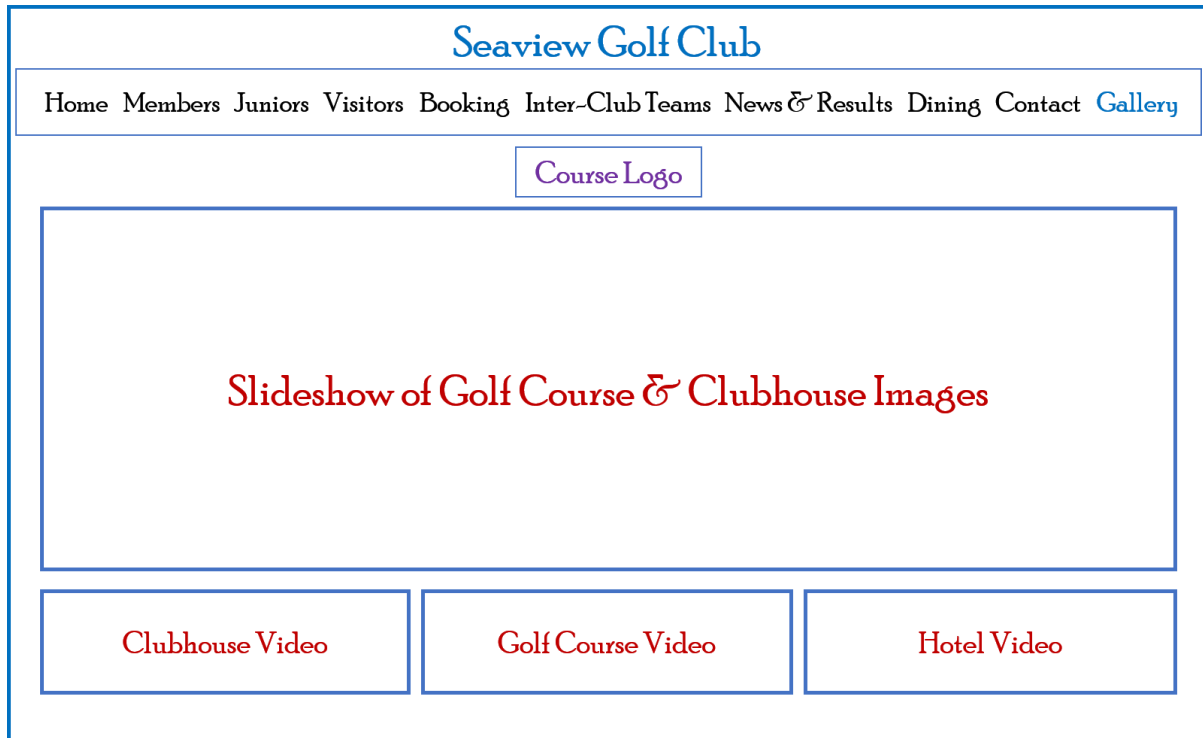 Seaview Golf Club
Home Members Juniors Visitors Booking Inter-Club Teams News & Results Dining Contact Gallery
Course Logo
Slideshow of Golf Course & Clubhouse Images
Clubhouse Video Golf Course Video Hotel Video